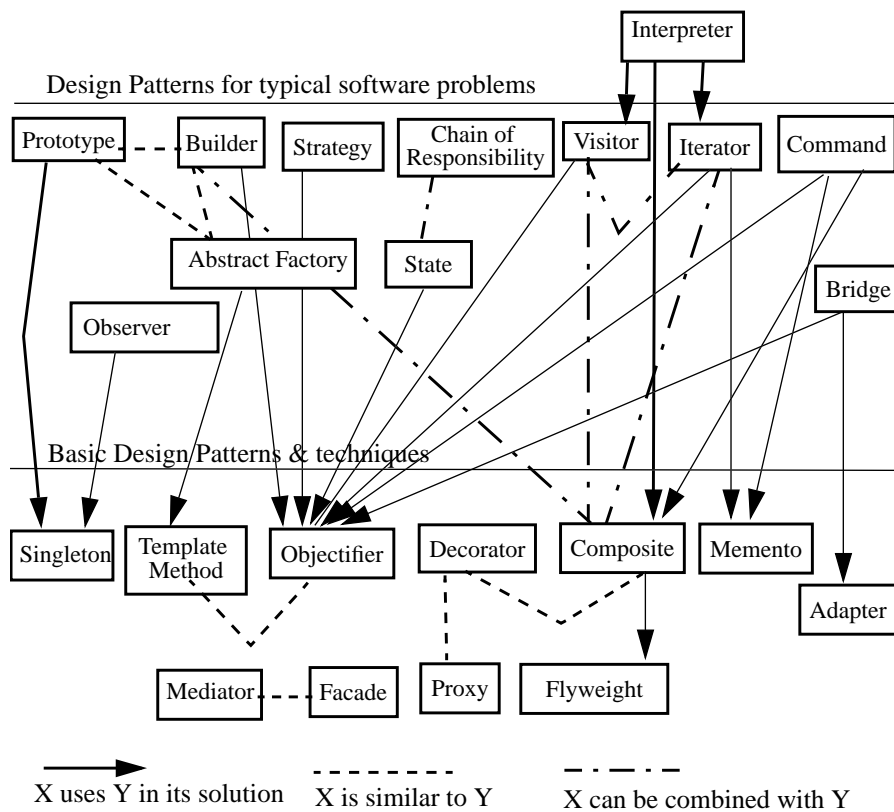 Interpreter
Design Patterns for typical software problems
Prototype
Builder
Strategy
Chain of
Responsibility
Visitor
Iterator
Command
Abstract Factory
State
Bridge
Observer
Basic Design Patterns & techniques
Singleton
Template
Method
Objectifier
Decorator
Composite
Memento
Adapter
Mediator
Facade
Proxy
Flyweight
X uses Y in its solution
X is similar to Y
X can be combined with Y